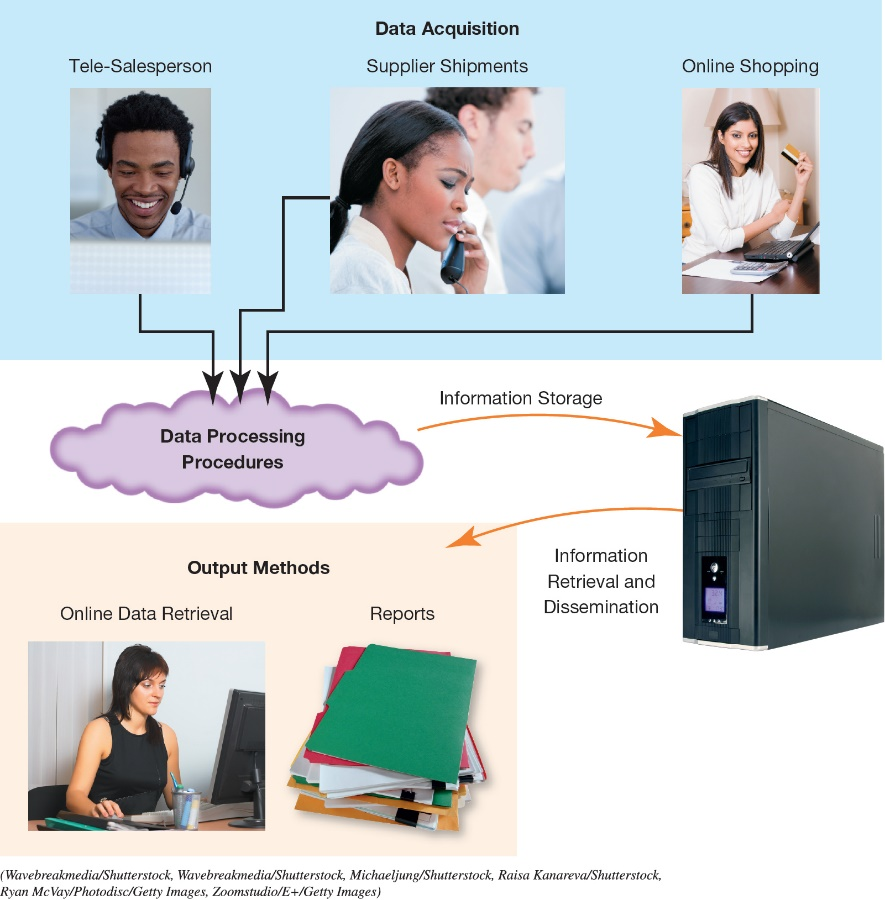 Data Acquisition
Tele-Salesperson
Supplier Shipments
Online Shopping
Data Processing
Procedures
Information Storage
Information
Retrieval and
Dissemination
Output Methods
Online Data Retrieval
Reports
(Wavebreakmedia/Shutterstock, Wavebreakmedia/Shutterstock, Michaeljung/Shutterstock, Raisa Kanareva/Shutterstock,
Ryan McVay/Photodisc/Getty Images, Zoomstudio/E+/Getty Images)